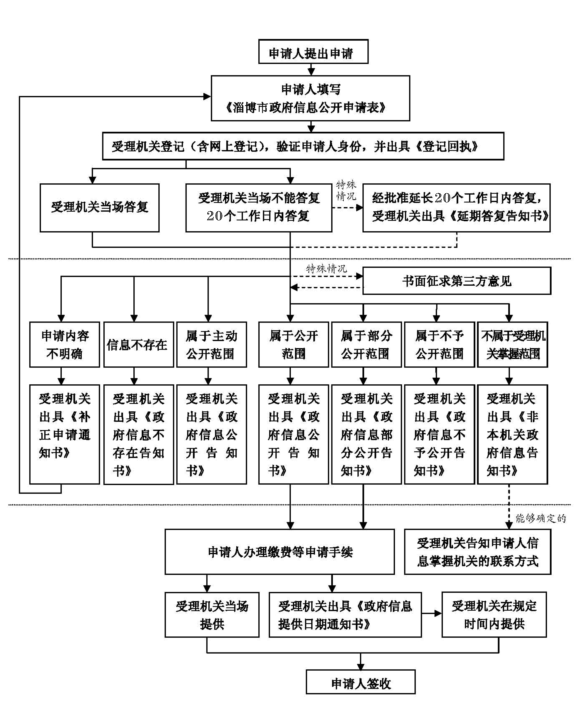 申请人提出申请
申请人填写
《淄博市政府信息公开申请表》
受理机关登记（含网上登记），验证申请人身份，并出具《登记回执》
受理机关当场答复
受理机关当场不能答复
20个工作日内答复
特殊
情况
经批准延长20个工作日内答复，
受理机关出具《延期答复告知书》
特殊情况
书面征求第三方意见
申请内容
不明确
信息不存在
属于主动
公开范围
属于公开
范围
属于部分
公开范围
属于不予
公开范围
不属于受理机
关掌握范围
受理机关
出具《补
正申请通
知书》
受理机关
出具《政
府信息不
存在告知
书》
受理机关
出具《政
府信息公
开告知
书》
受理机关
出具《政
府信息公
开告知
书》
受理机关
出具《政
府信息部
分公开告
知书》
受理机关
出具《政
府信息不
予公开告
知书》
受理机关
出具《非
本机关政
府信息告
知书》
能够确定的
申请人办理缴费等申请手续
受理机关告知申请人信
息掌握机关的联系方式
受理机关当场
提供
受理机关出具《政府信息
提供日期通知书》
受理机关在规定
时间内提供
申请人签收